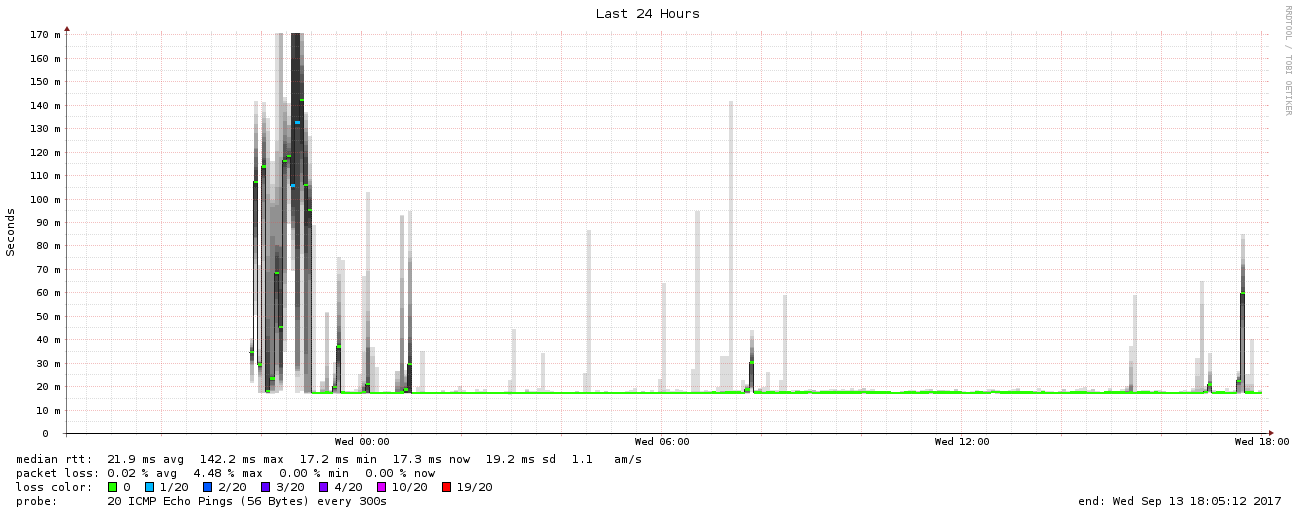 Last 24 Hours
RRDTOOL / TOBI OETIKER
170 m
160 m
150 m
140 m
130 m
120 m
110 m
100 m
90 m
80 m
70 m
60 m
50 m
40 m
30 m
20 m
10 m
0
Seconds
Wed 00:00 Wed 06:00 Wed 12:00 Wed 18:00
median rtt: 21.9 ms avg 142.2 ms max 17.2 ms min 17.3 ms now 19.2 ms sd 1.1 am/s
packet loss: 0.02 % avg 4.48 % max 0.00 % min 0.00 % now
loss color: 0 1/20 2/20 3/20 4/20 10/20 19/20
probe: 20 ICMP Echo Pings (56 Bytes) every 300s end: Wed Sep 13 18:05:12 2017